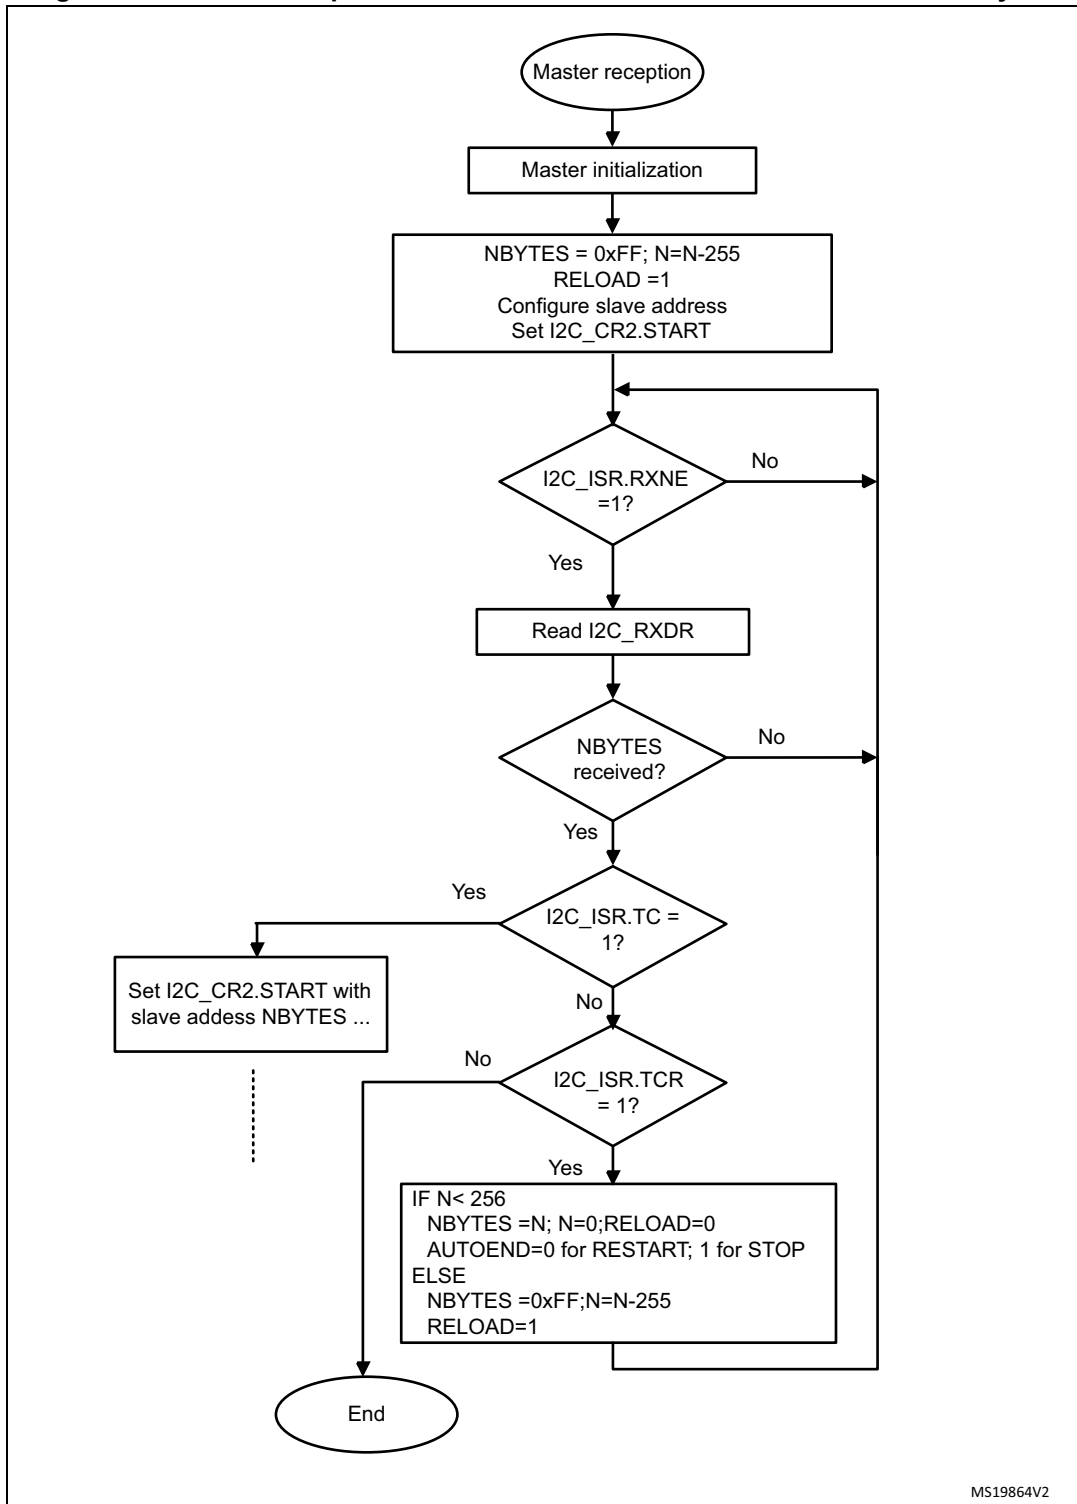 Master reception
Master initialization
NBYTES = 0xFF; N=N-255
RELOAD =1
Configure slave address
Set I2C_CR2.START
I2C_ISR.RXNE
=1?
No
Yes
Read I2C_RXDR
NBYTES
received?
No
Yes
I2C_ISR.TC =
1?
Yes
Set I2C_CR2.START with
slave addess NBYTES ...
No
I2C_ISR.TCR
= 1?
No
Yes
IF N< 256
NBYTES =N; N=0;RELOAD=0
AUTOEND=0 for RESTART; 1 for STOP
ELSE
NBYTES =0xFF;N=N-255
RELOAD=1
End
MS19864V2